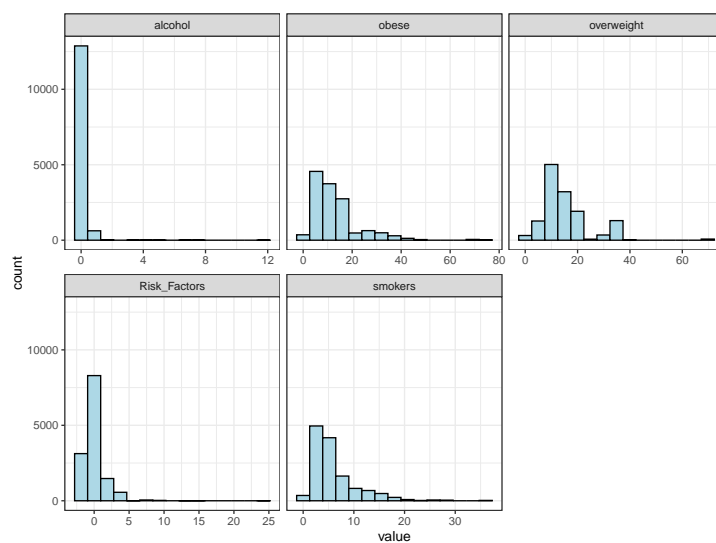 alcohol obese overweight
10000
5000
0
0 4 8 12 0 20 40 60 80 0 20 40 60
count
Risk_Factors smokers
10000
5000
0
0 5 10 15 20 25 0 10 20 30
value